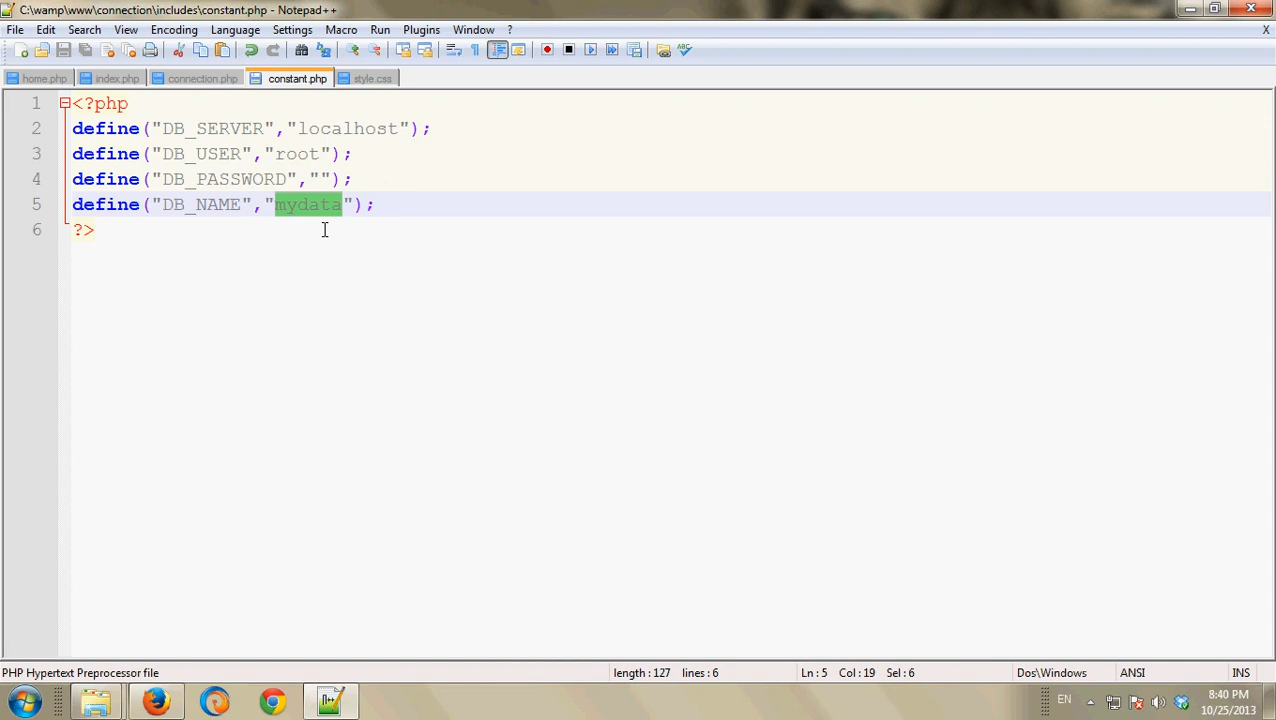 C:\wamp\www\connection\includes\constant.php - Notepad++
File Edit Search View Encoding Language Settings Macro Run Plugins Window ? X
home.php index.php connection.php constant.php style.css
1 <?php
2 define("DB_SERVER","localhost");
3 define("DB_USER","root");
4 define("DB_PASSWORD","");
5 define("DB_NAME","mydata");
6 ?>
PHP Hypertext Preprocessor file length : 127 lines : 6 Ln : 5 Col : 19 Sel : 6 Dos\Windows ANSI INS
EN 8:40 PM
10/25/2013